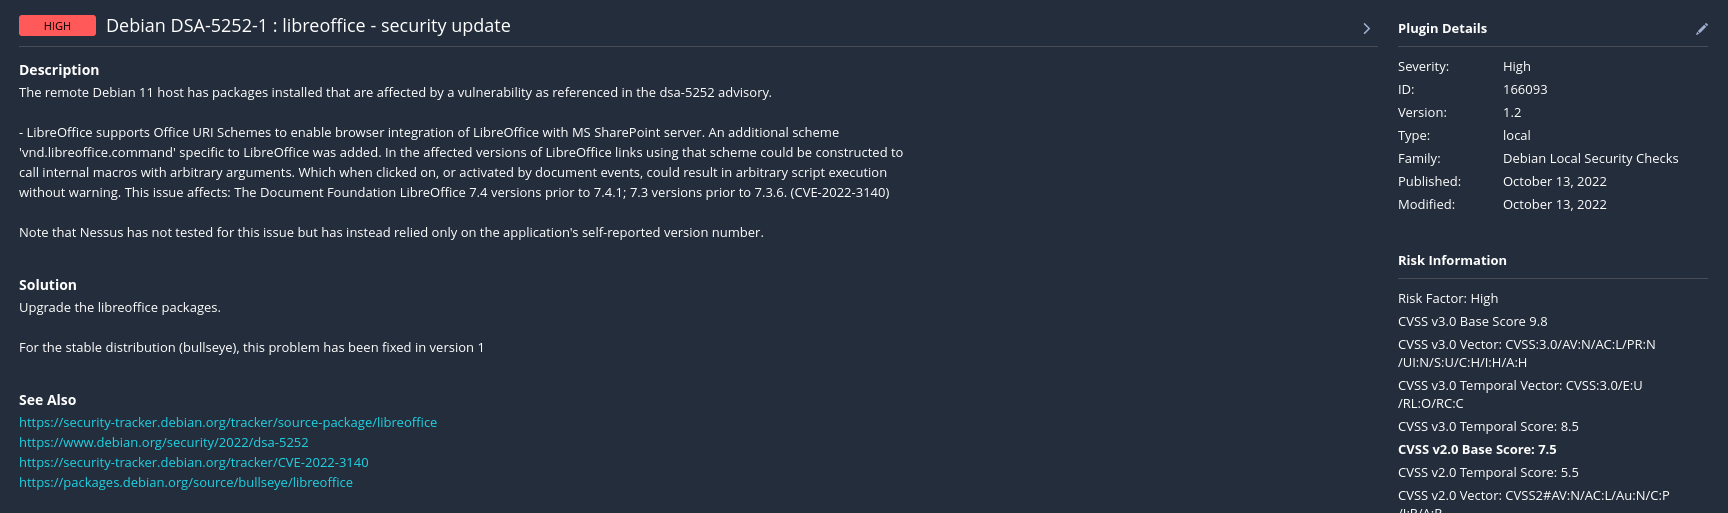 HIGH
Debian DSA-5252-1 : libreoffice - security update
Description
The remote Debian 11 host has packages installed that are affected by a vulnerability as referenced in the dsa-5252 advisory.
- LibreOffice supports Office URI Schemes to enable browser integration of LibreOffice with MS SharePoint server. An additional scheme
'vnd.libreoffice.command' specific to LibreOffice was added. In the affected versions of LibreOffice links using that scheme could be constructed to
call internal macros with arbitrary arguments. Which when clicked on, or activated by document events, could result in arbitrary script execution
without warning. This issue affects: The Document Foundation LibreOffice 7.4 versions prior to 7.4.1; 7.3 versions prior to 7.3.6. (CVE-2022-3140)
Note that Nessus has not tested for this issue but has instead relied only on the application's self-reported version number.
Solution
Upgrade the libreoffice packages.
For the stable distribution (bullseye), this problem has been fixed in version 1
See Also
https://security-tracker.debian.org/tracker/source-package/libreoffice
https://www.debian.org/security/2022/dsa-5252
https://security-tracker.debian.org/tracker/CVE-2022-3140
https://packages.debian.org/source/bullseye/libreoffice
Plugin Details
Severity: High
ID: 166093
Version: 1.2
Type: local
Family: Debian Local Security Checks
Published: October 13, 2022
Modified: October 13, 2022
Risk Information
Risk Factor: High
CVSS v3.0 Base Score 9.8
CVSS v3.0 Vector: CVSS:3.0/AV:N/AC:L/PR:N
/UI:N/S:U/C:H/I:H/A:H
CVSS v3.0 Temporal Vector: CVSS:3.0/E:U
/RL:O/RC:C
CVSS v3.0 Temporal Score: 8.5
CVSS v2.0 Base Score: 7.5
CVSS v2.0 Temporal Score: 5.5
CVSS v2.0 Vector: CVSS2#AV:N/AC:L/Au:N/C:P